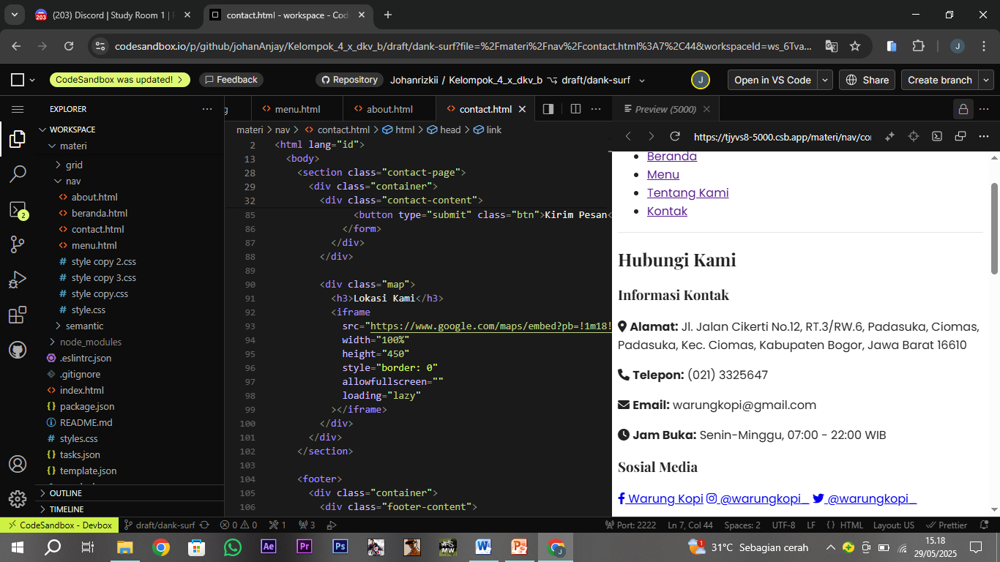 (203) Discord | Study Room 1 |
contact.html - workspace - Cod
codesandbox.io/p/github/johanAnjay/Kelompok_4_x_dkv_b/draft/dank-surf?file=%2Fmateri%2Fnav%2Fcontact.html%3A7%2C44&workspaceId=ws_6Tva...
J
CodeSandbox was updated!
Feedback
Repository
Johanrizkii / Kelompok_4_x_dkv_b
draft/dank-surf
J
Open in VS Code
Share
Create branch
EXPLORER
g
menu.html
about.html
contact.html
Preview (5000)
WORKSPACE
materi
grid
nav
about.html
beranda.html
contact.html
menu.html
style copy 2.css
style copy 3.css
style copy.css
style.css
semantic
node_modules
.eslintrc.json
.gitignore
index.html
package.json
README.md
styles.css
tasks.json
template.json
OUTLINE
TIMELINE
2
materi > nav > contact.html > html > head > link
2 <html lang="id">
13 <body>
28 <section class="contact-page">
29 <div class="container">
32 <div class="contact-content">
85 <button type="submit" class="btn">Kirim Pesan<
86 </form>
87 </div>
88 </div>
89
90 <div class="map">
91 <h3>Lokasi Kami</h3>
92 <iframe
93 src="https://www.google.com/maps/embed?pb=!1m18!
94 width="100%"
95 height="450"
96 style="border: 0"
97 allowfullscreen=""
98 loading="lazy"
99 ></iframe>
100 </div>
101 </div>
102 </section>
103
104 <footer>
105 <div class="container">
106 <div class="footer-content">
https://tjyvs8-5000.csb.app/materi/nav/co
Beranda
Menu
Tentang Kami
Kontak
Hubungi Kami
Informasi Kontak
Alamat: Jl. Jalan Cikerti No.12, RT.3/RW.6, Padasuka, Ciomas,
Padasuka, Kec. Ciomas, Kabupaten Bogor, Jawa Barat 16610
Telepon: (021) 3325647
Email: warungkopi@gmail.com
Jam Buka: Senin-Minggu, 07:00 - 22:00 WIB
Sosial Media
Warung Kopi @warungkopi_ @warungkopi_
CodeSandbox - Devbox
draft/dank-surf
0
0
1
3
Port: 2222
Ln 7, Col 44
Spaces: 2
UTF-8
LF
HTML
Layout: US
Prettier
Ae
Pr
Ps
31°C Sebagian cerah
15.18
29/05/2025